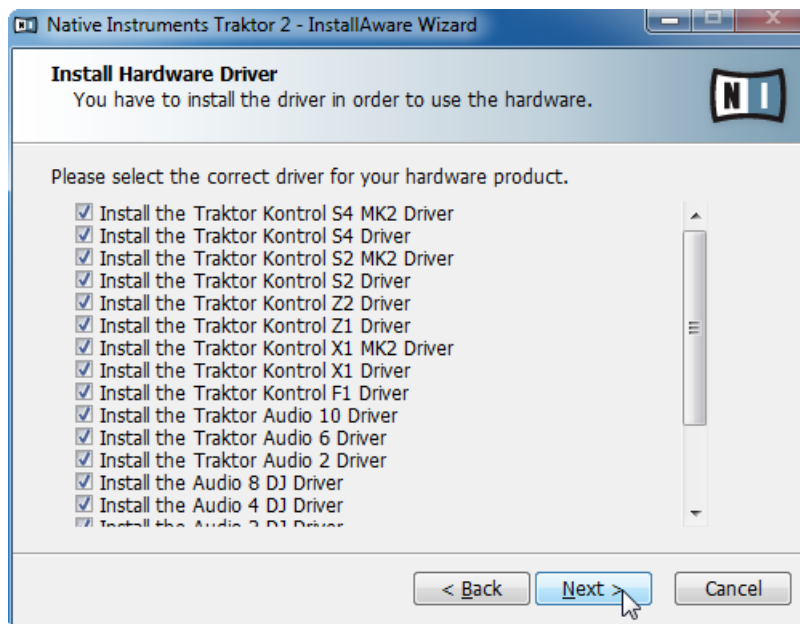 Native Instruments Traktor 2 - InstallAware Wizard
Install Hardware Driver
You have to install the driver in order to use the hardware.
N I
Please select the correct driver for your hardware product.
Install the Traktor Kontrol S4 MK2 Driver
Install the Traktor Kontrol S4 Driver
Install the Traktor Kontrol S2 MK2 Driver
Install the Traktor Kontrol S2 Driver
Install the Traktor Kontrol Z2 Driver
Install the Traktor Kontrol Z1 Driver
Install the Traktor Kontrol X1 MK2 Driver
Install the Traktor Kontrol X1 Driver
Install the Traktor Kontrol F1 Driver
Install the Traktor Audio 10 Driver
Install the Traktor Audio 6 Driver
Install the Traktor Audio 2 Driver
Install the Audio 8 DJ Driver
Install the Audio 4 DJ Driver
Install the Audio 2 DJ Driver
< Back Next > Cancel